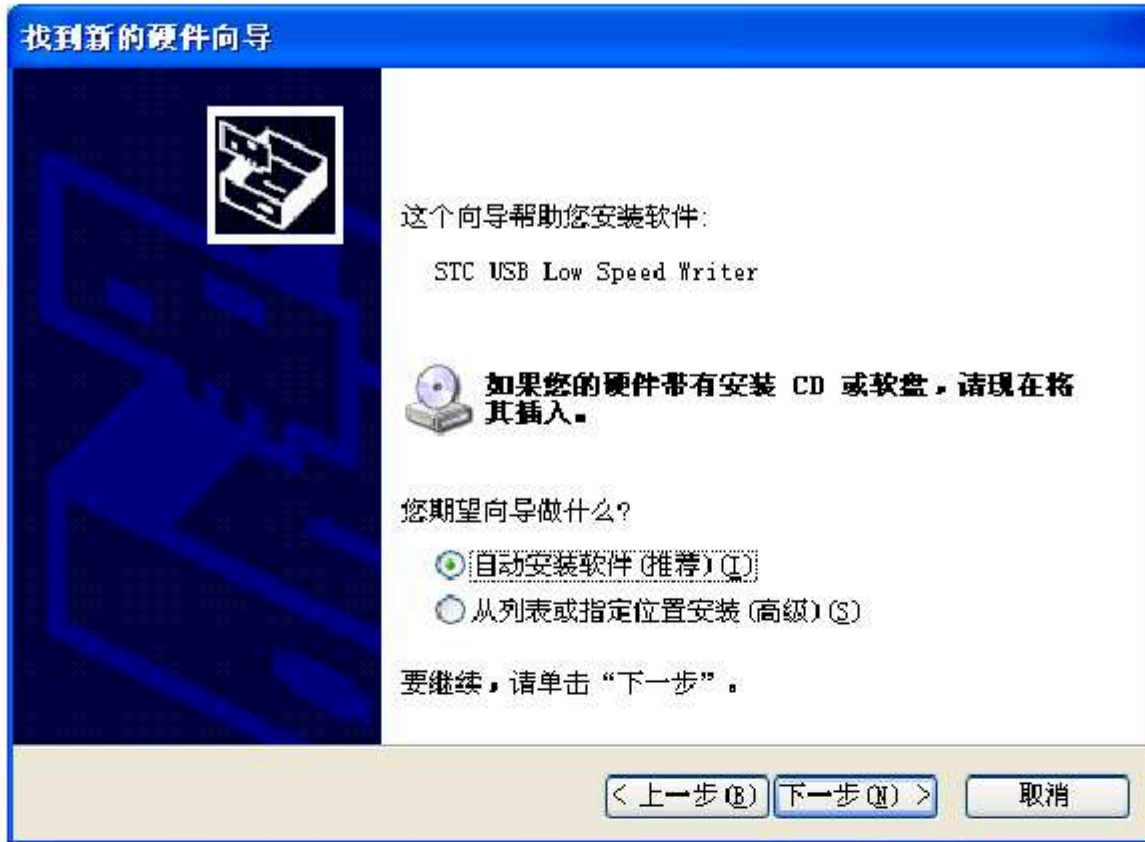 找到新的硬件向导
这个向导帮助您安装软件:
STC USB Low Speed Writer
如果您的硬件带有安装 CD 或软盘，请现在将
其插入。
您期望向导做什么?
自动安装软件(推荐)(I)
从列表或指定位置安装(高级)(S)
要继续，请单击“下一步”。
< 上一步(B) 下一步(N) > 取消